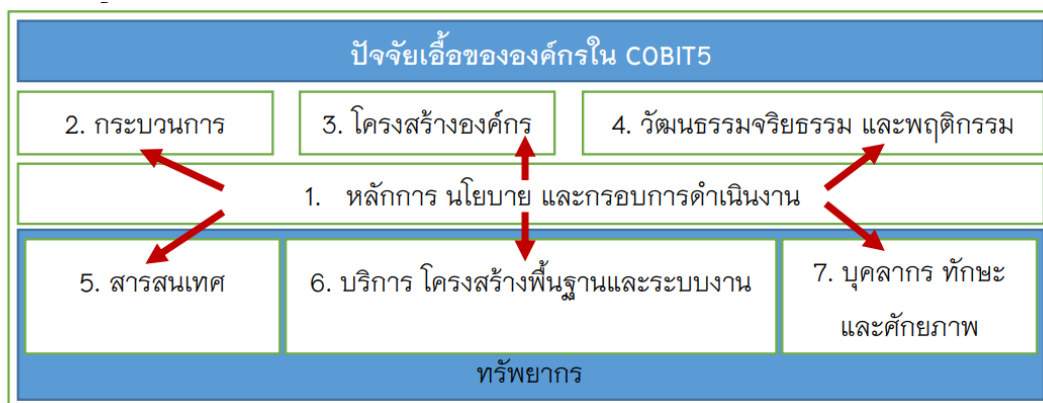 ปัจจัยเอื้อขององค์กรใน COBIT5
2. กระบวนการ
3. โครงสร้างองค์กร
4. วัฒนธรรมจริยธรรม และพฤติกรรม
1. หลักการ นโยบาย และกรอบการดำเนินงาน
5. สารสนเทศ
6. บริการ โครงสร้างพื้นฐานและระบบงาน
7. บุคลากร ทักษะ
และศักยภาพ
ทรัพยากร